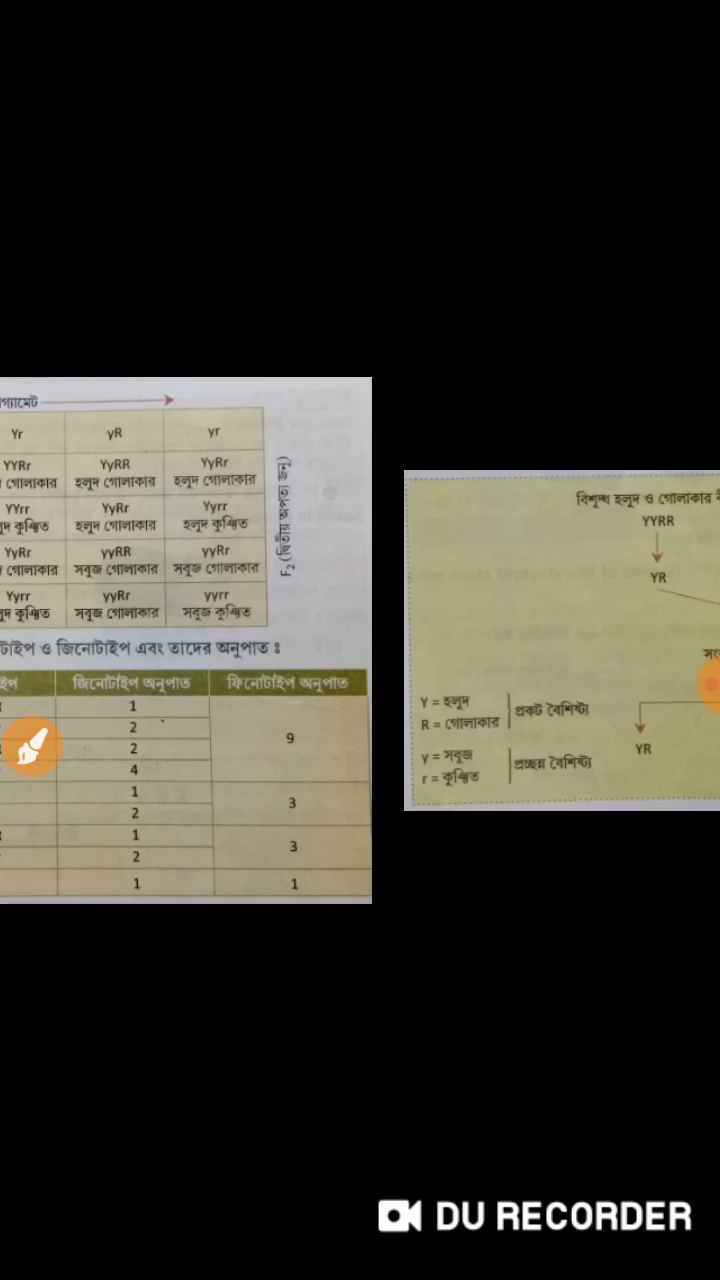 গ্যামেট
Yr yR yr
YYRr YyRR YyRr
গোলাকার হলুদ গোলাকার হলুদ গোলাকার
YYrr YyRr Yyrr
কুঞ্চিত হলুদ গোলাকার হলুদ কুঞ্চিত
YyRr yyRR yyRr
গোলাকার সবুজ গোলাকার সবুজ গোলাকার
Yyrr yyRr yyrr
কুঞ্চিত সবুজ গোলাকার সবুজ কুঞ্চিত
F₂ (দ্বিতীয় অপত্য জনু)
টাইপ ও জিনোটাইপ এবং তাদের অনুপাত ঃ
ইপ জিনোটাইপ অনুপাত ফিনোটাইপ অনুপাত
1
2
9
2
4
1
3
2
1
3
2
1 1
বিশুদ্ধ হলুদ ও গোলাকার
YYRR
YR
Y = হলুদ
R = গোলাকার
প্রকট বৈশিষ্ট্য
YR
y = সবুজ
r = কুঞ্চিত
প্রচ্ছন্ন বৈশিষ্ট্য
DU RECORDER